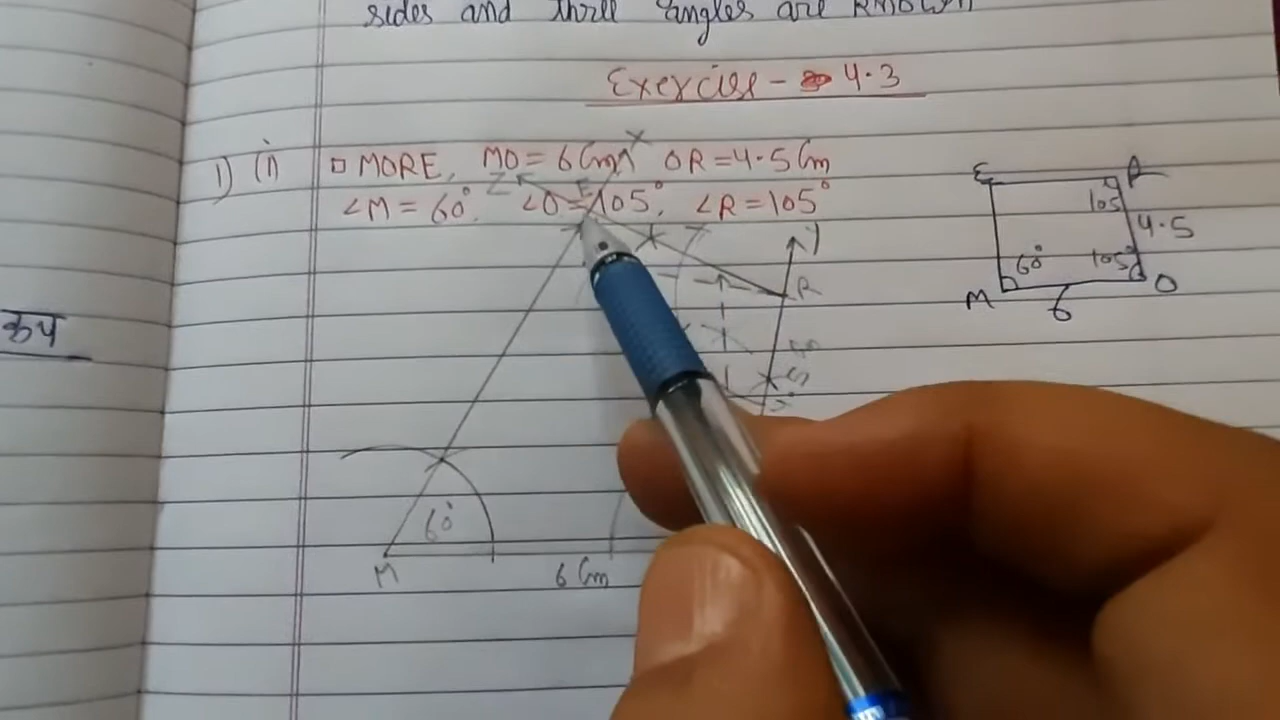 sides and three angles are known
Exercise - 4.3
1) (i) □ MORE, MO = 6 Cm OR = 4.5 Cm
∠M = 60°. ∠O = 105°. ∠R = 105°
X
Z E
Y
R
S
60°
M 6 Cm
E R
105°
4.5
60° 105°
M 6 O
रूप